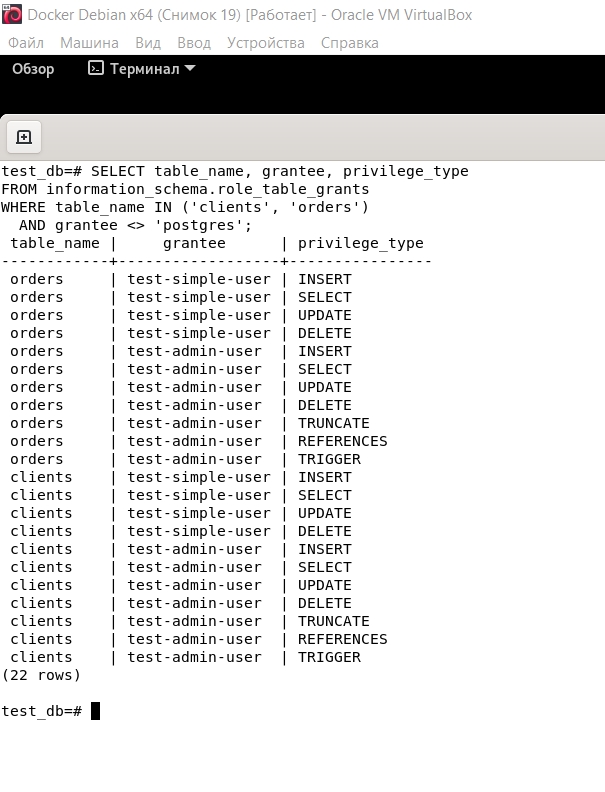 Docker Debian x64 (Снимок 19) [Работает] - Oracle VM VirtualBox
Файл Машина Вид Ввод Устройства Справка
Обзор Терминал
test_db=# SELECT table_name, grantee, privilege_type
FROM information_schema.role_table_grants
WHERE table_name IN ('clients', 'orders')
  AND grantee <> 'postgres';
 table_name |     grantee      | privilege_type
------------+------------------+----------------
 orders     | test-simple-user | INSERT
 orders     | test-simple-user | SELECT
 orders     | test-simple-user | UPDATE
 orders     | test-simple-user | DELETE
 orders     | test-admin-user  | INSERT
 orders     | test-admin-user  | SELECT
 orders     | test-admin-user  | UPDATE
 orders     | test-admin-user  | DELETE
 orders     | test-admin-user  | TRUNCATE
 orders     | test-admin-user  | REFERENCES
 orders     | test-admin-user  | TRIGGER
 clients    | test-simple-user | INSERT
 clients    | test-simple-user | SELECT
 clients    | test-simple-user | UPDATE
 clients    | test-simple-user | DELETE
 clients    | test-admin-user  | INSERT
 clients    | test-admin-user  | SELECT
 clients    | test-admin-user  | UPDATE
 clients    | test-admin-user  | DELETE
 clients    | test-admin-user  | TRUNCATE
 clients    | test-admin-user  | REFERENCES
 clients    | test-admin-user  | TRIGGER
(22 rows)
test_db=#